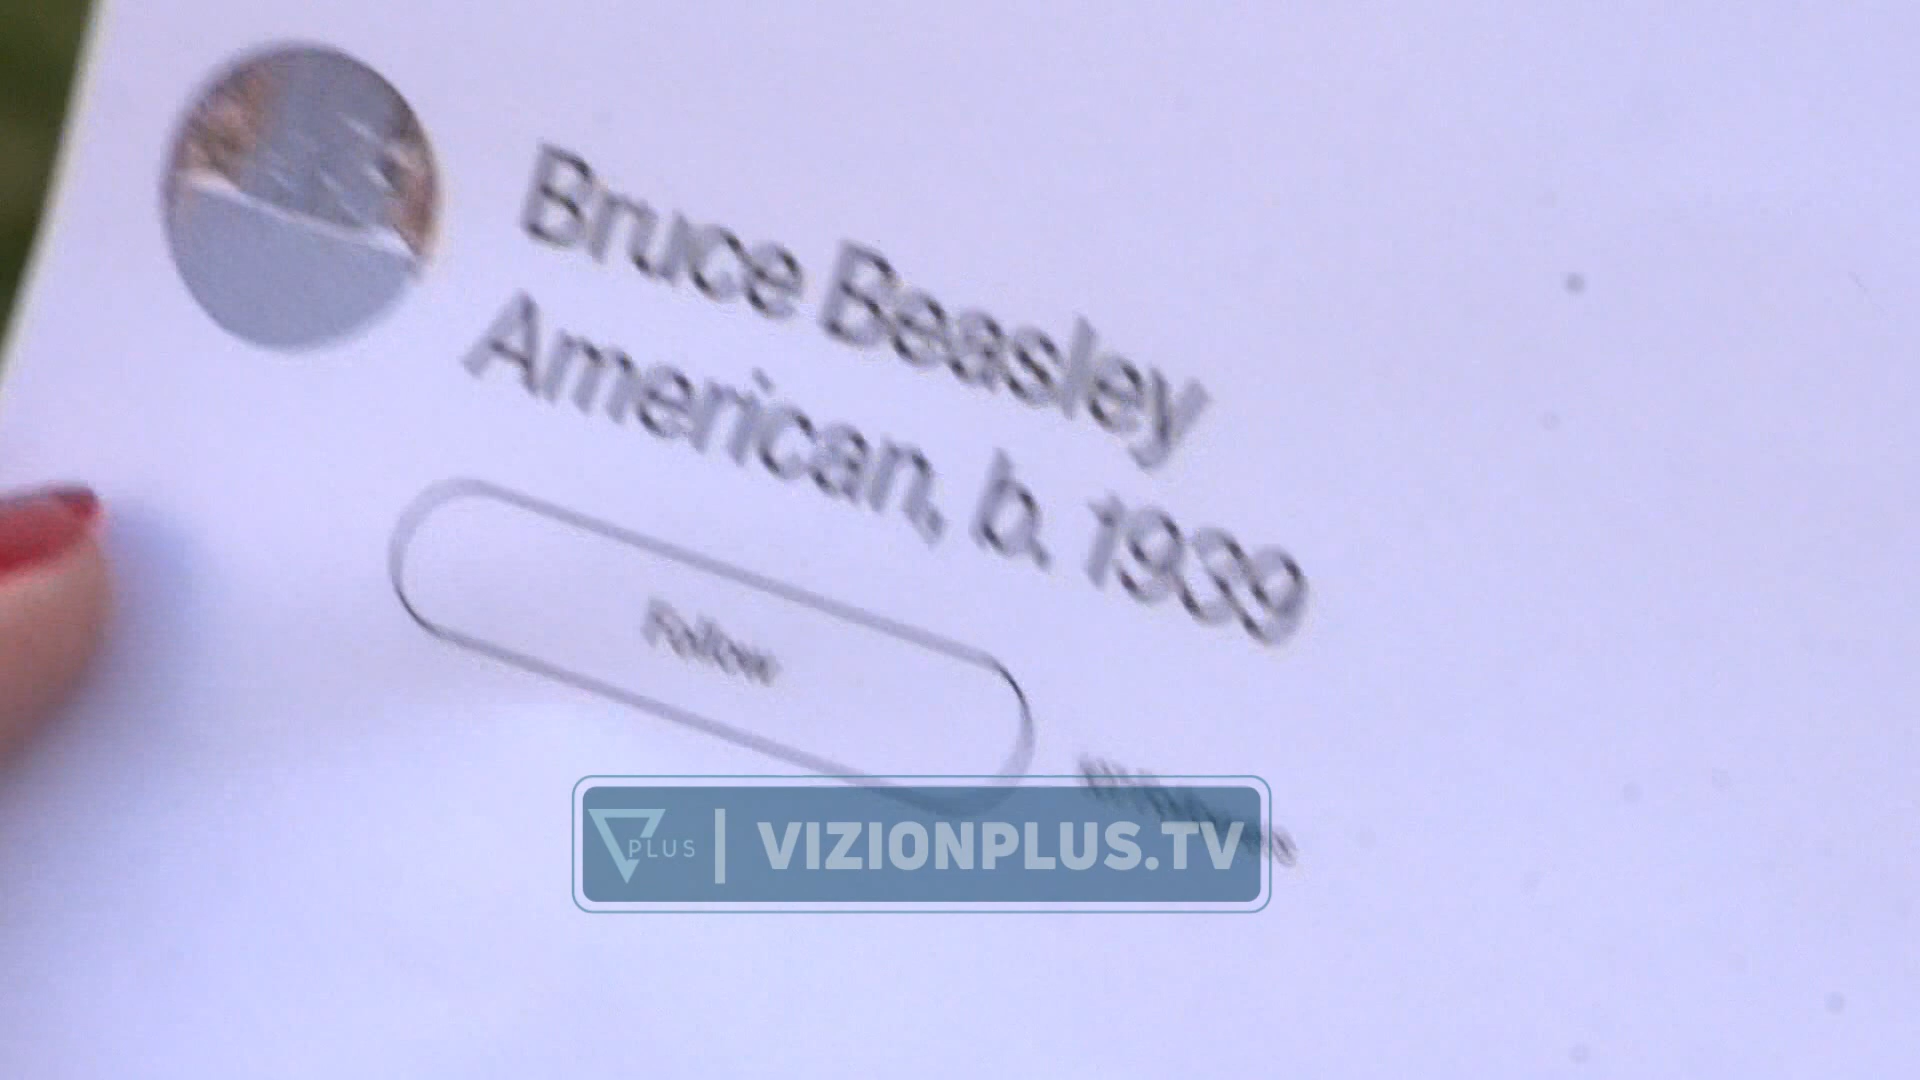 Bruce Beasley
American, b. 1939
Follow
PLUS | VIZIONPLUS.TV